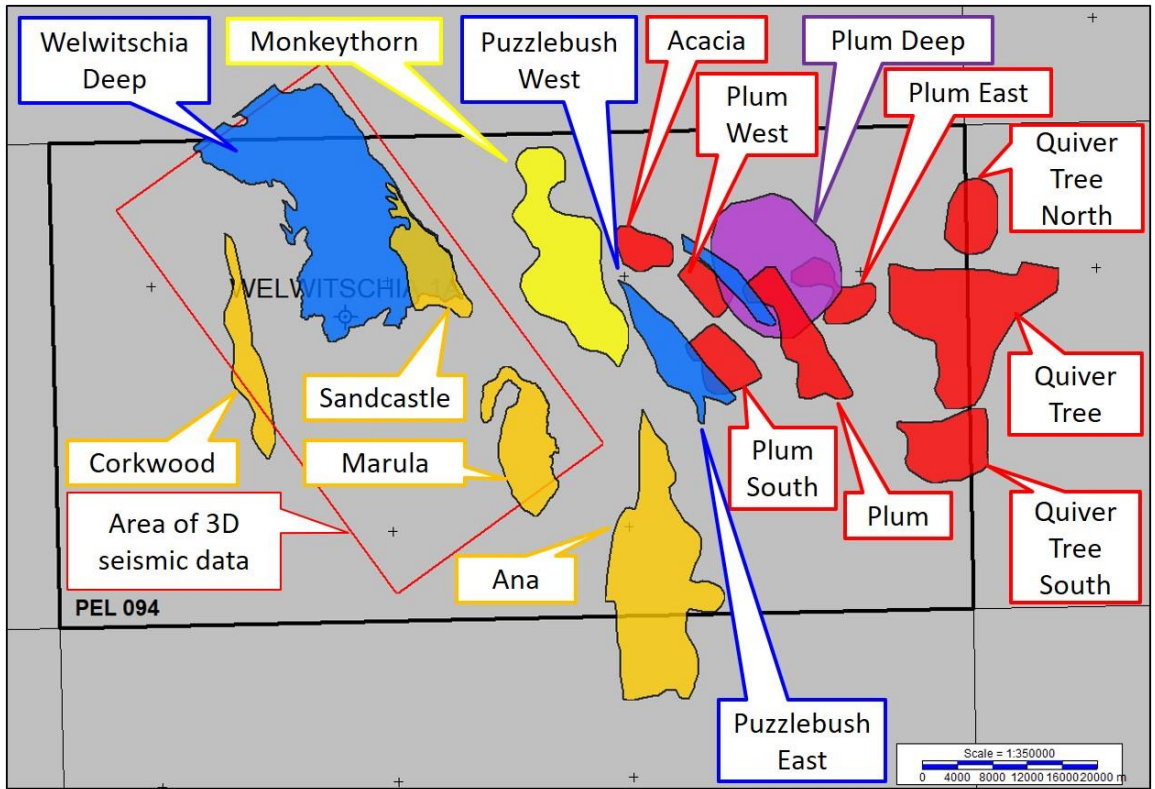 Welwitschia
Deep
Monkeythorn
Puzzlebush
West
Acacia
Plum Deep
Plum
West
Plum East
Quiver
Tree
North
WELWITSCHIA 1A
Sandcastle
Corkwood
Marula
Plum
South
Plum
Quiver
Tree
Area of 3D
seismic data
Ana
Quiver
Tree
South
PEL 094
Puzzlebush
East
Scale = 1:350000
0 4000 8000 12000 16000 20000 m